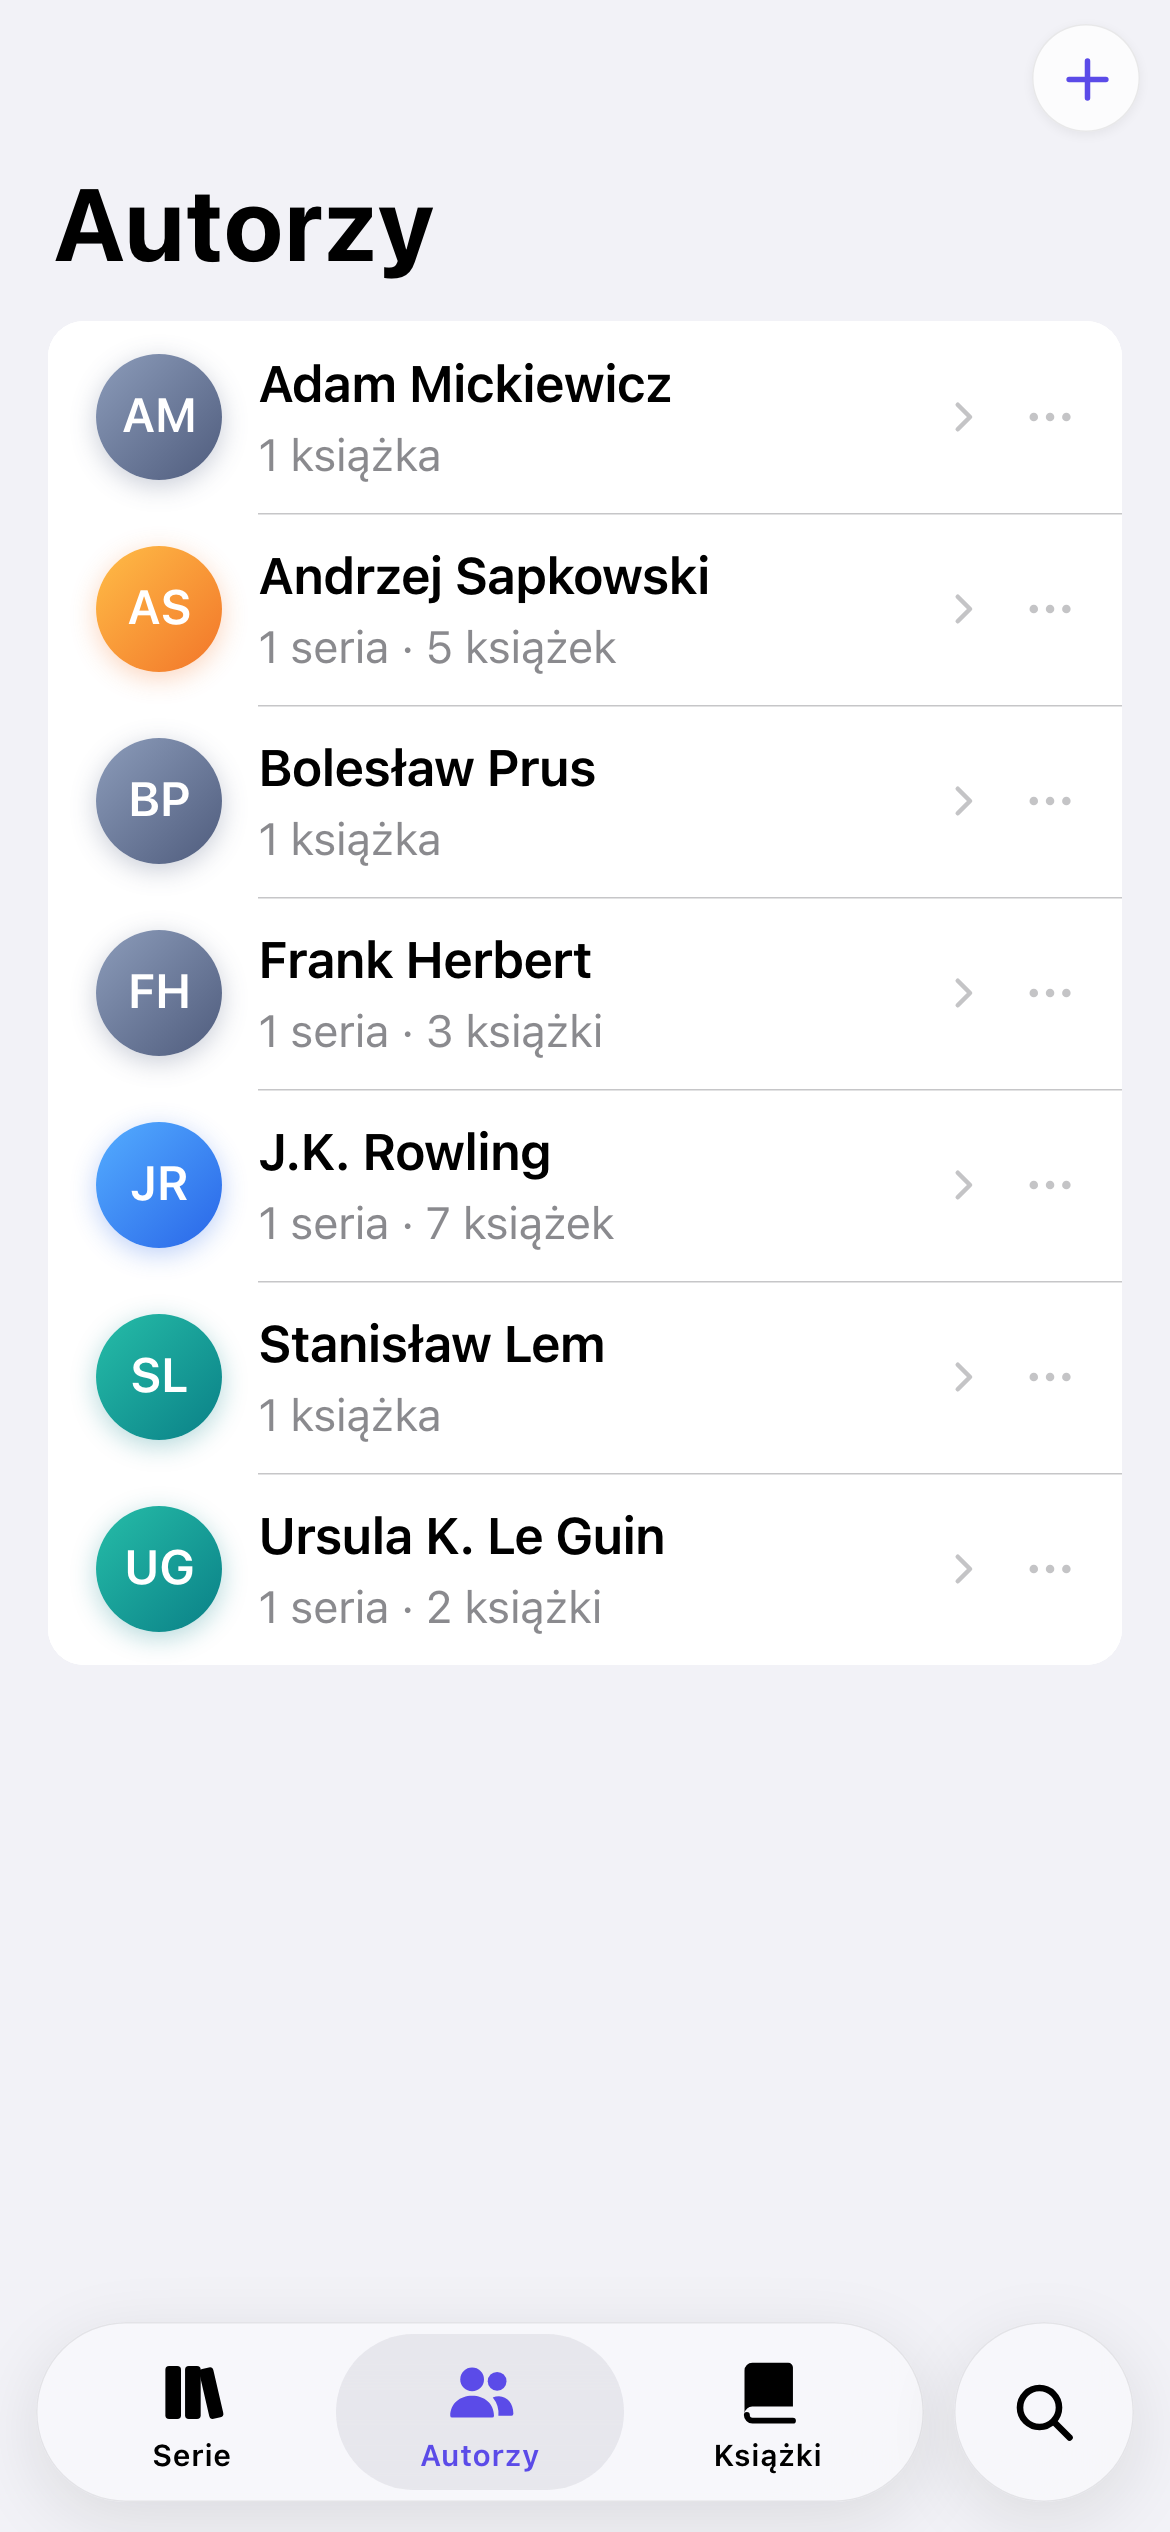 Autorzy
AM
Adam Mickiewicz
1 książka
AS
Andrzej Sapkowski
1 seria · 5 książek
BP
Bolesław Prus
1 książka
FH
Frank Herbert
1 seria · 3 książki
JR
J.K. Rowling
1 seria · 7 książek
SL
Stanisław Lem
1 książka
UG
Ursula K. Le Guin
1 seria · 2 książki
Serie
Autorzy
Książki